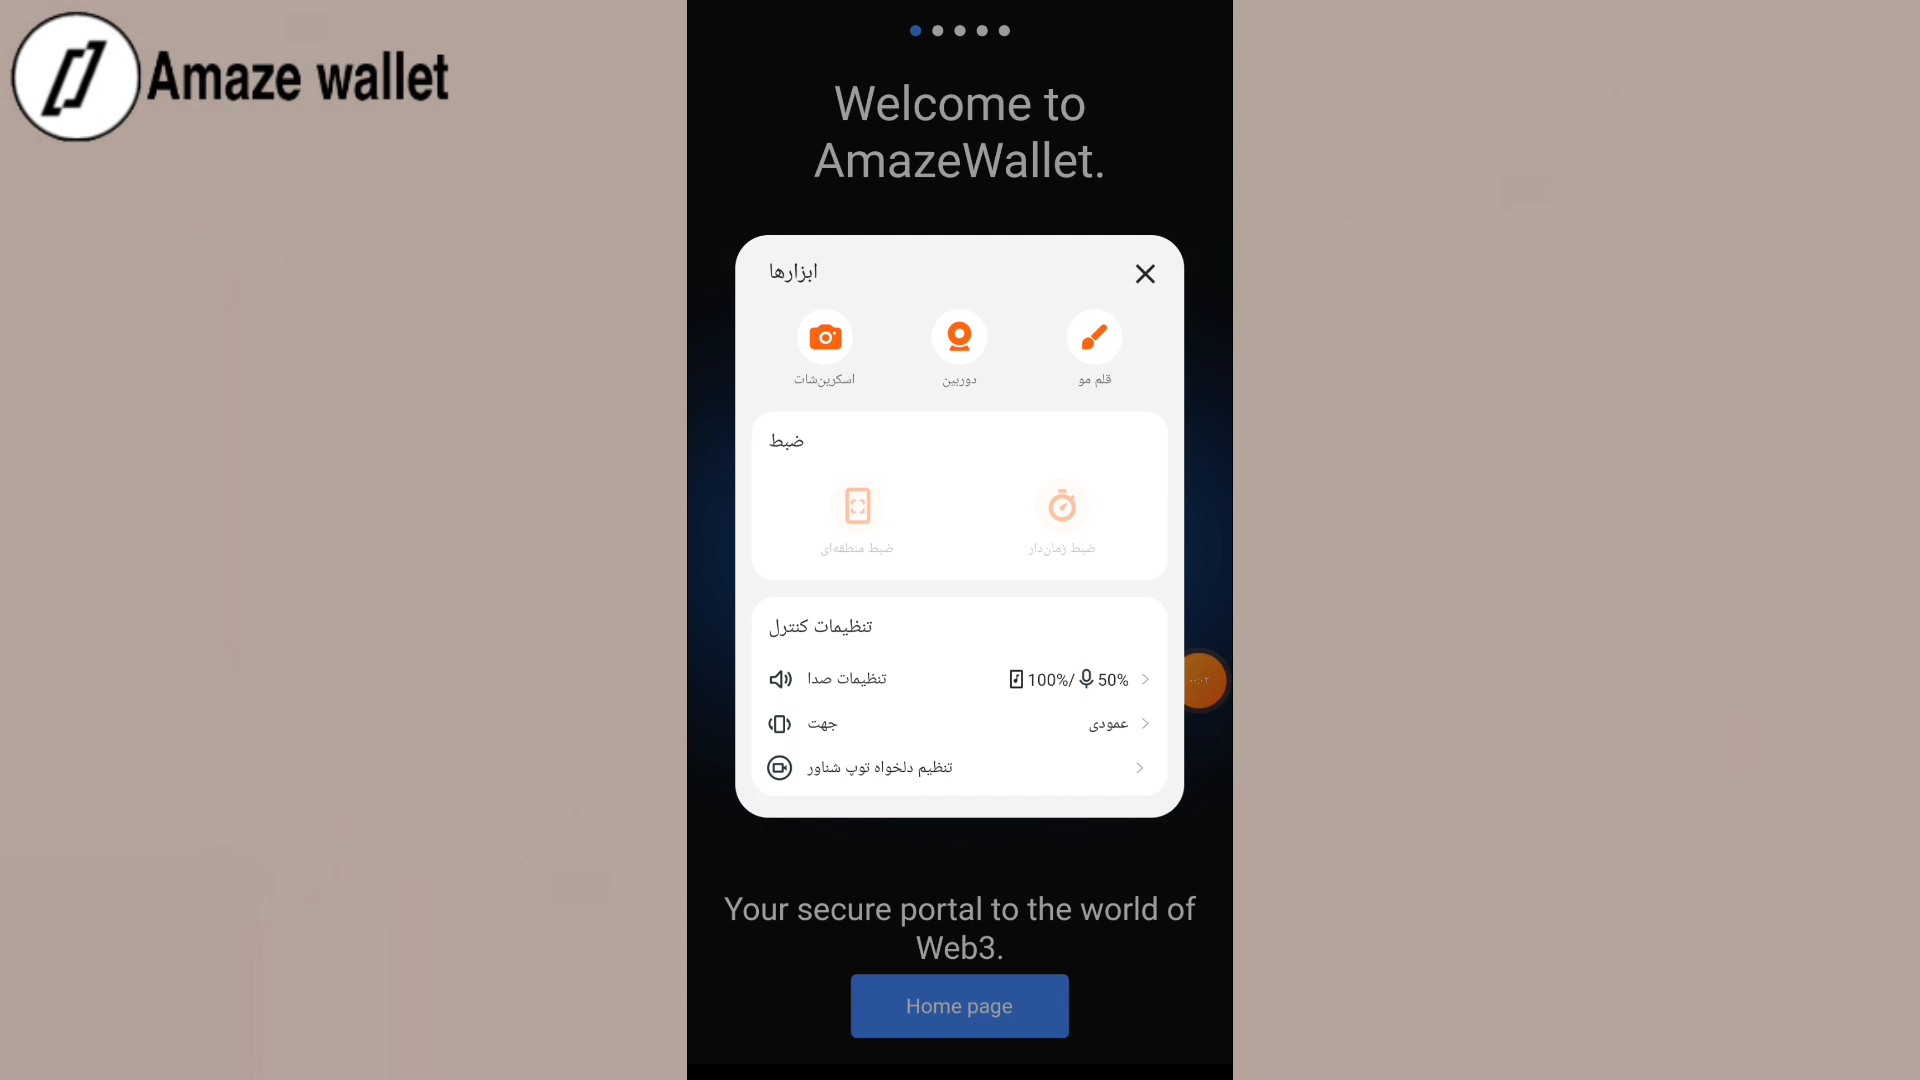 Amaze wallet
Welcome to
AmazeWallet.
ابزارها
اسکرین‌شات
دوربین
قلم مو
ضبط
ضبط منطقه‌ای
ضبط زمان‌دار
تنظیمات کنترل
تنظیمات صدا
100%/ 50%
جهت
عمودی
تنظیم دلخواه توپ شناور
۰۰:۰۲
Your secure portal to the world of
Web3.
Home page